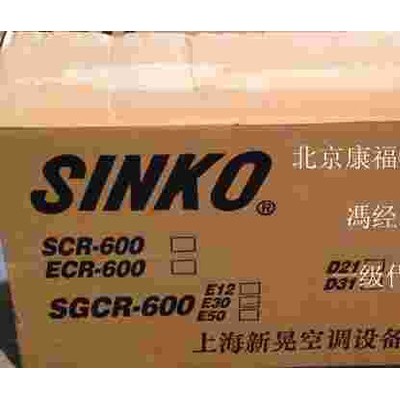 SINKO®
北京康福
SCR-600
ECR-600
馮经
SGCR-600
E12
E30
E50
D21
D31
级代
上海新晃空调设备